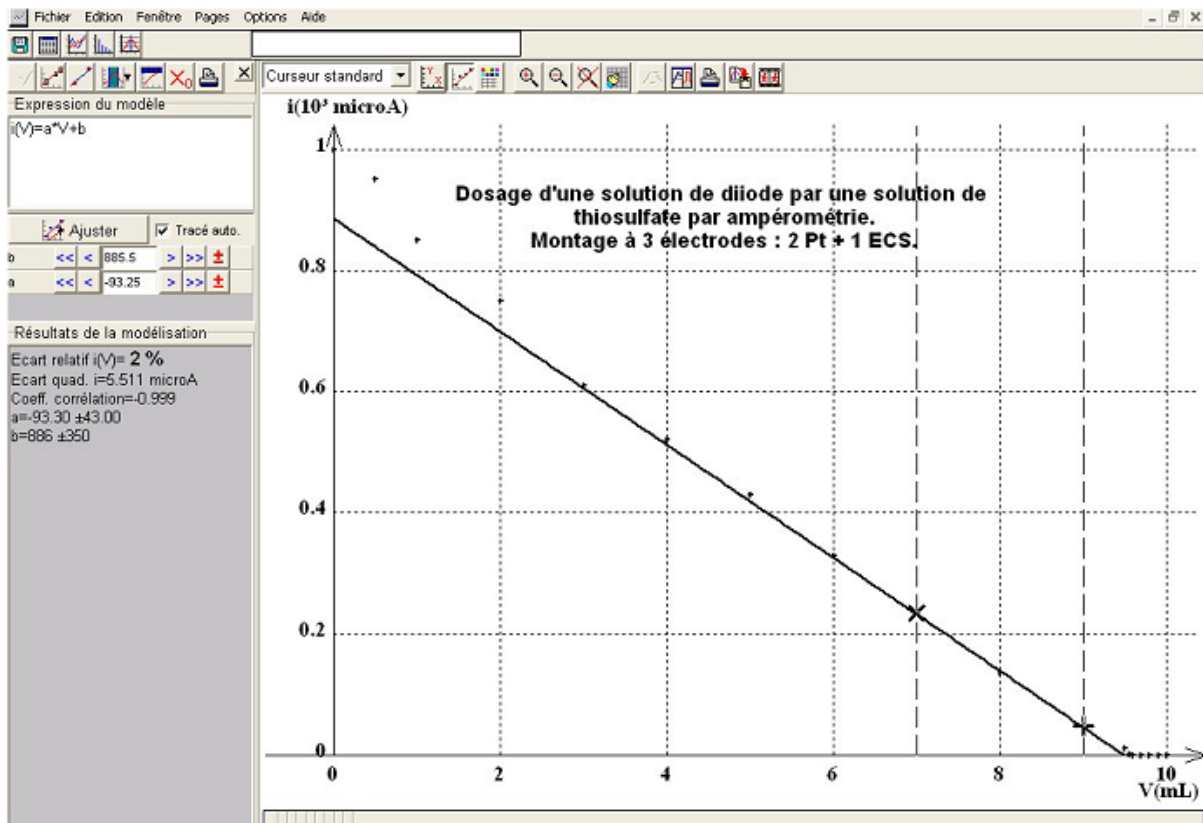 Fichier Edition Fenêtre Pages Options Aide
Curseur standard
Expression du modèle
i(V)=a*V+b
Ajuster Tracé auto.
b << < 885.5 > >> ±
a << < -93.25 > >> ±
Résultats de la modélisation
Ecart relatif i(V)= 2 %
Ecart quad. i=5.511 microA
Coeff. corrélation=-0.999
a=-93.30 ±43.00
b=886 ±350
i(10³ microA)
Dosage d'une solution de diiode par une solution de
thiosulfate par ampérométrie.
Montage à 3 électrodes : 2 Pt + 1 ECS.
1
0.8
0.6
0.4
0.2
0
0 2 4 6 8 10
V(mL)